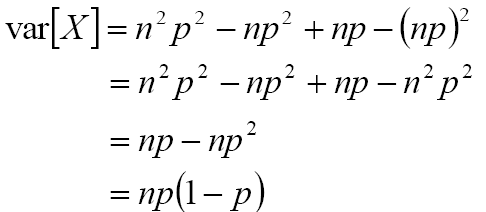 var[X] = n²p² − np² + np − (np)²
= n²p² − np² + np − n²p²
= np − np²
= np(1 − p)